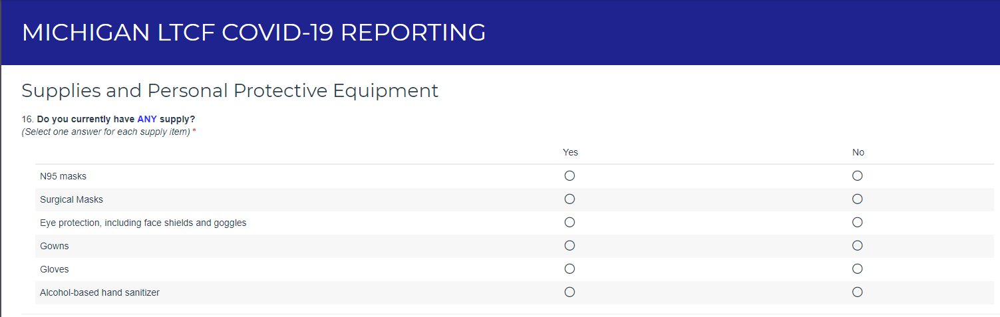 MICHIGAN LTCF COVID-19 REPORTING
Supplies and Personal Protective Equipment
16. Do you currently have ANY supply?
(Select one answer for each supply item) *
Yes No
N95 masks
Surgical Masks
Eye protection, including face shields and goggles
Gowns
Gloves
Alcohol-based hand sanitizer